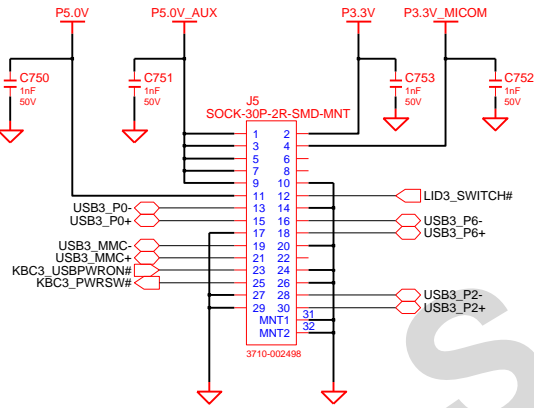 P5.0V P5.0V_AUX P3.3V P3.3V_MICOM
C750 C751 C753 C752
1nF 1nF 1nF 1nF
50V 50V 50V 50V
J5
SOCK-30P-2R-SMD-MNT
1 2
3 4
5 6
7 8
9 10
11 12 LID3_SWITCH#
USB3_P0- 13 14
USB3_P0+ 15 16 USB3_P6-
17 18 USB3_P6+
USB3_MMC- 19 20
USB3_MMC+ 21 22
KBC3_USBPWRON# 23 24
KBC3_PWRSW# 25 26
27 28 USB3_P2-
29 30 USB3_P2+
MNT1 31
MNT2 32
3710-002498
S